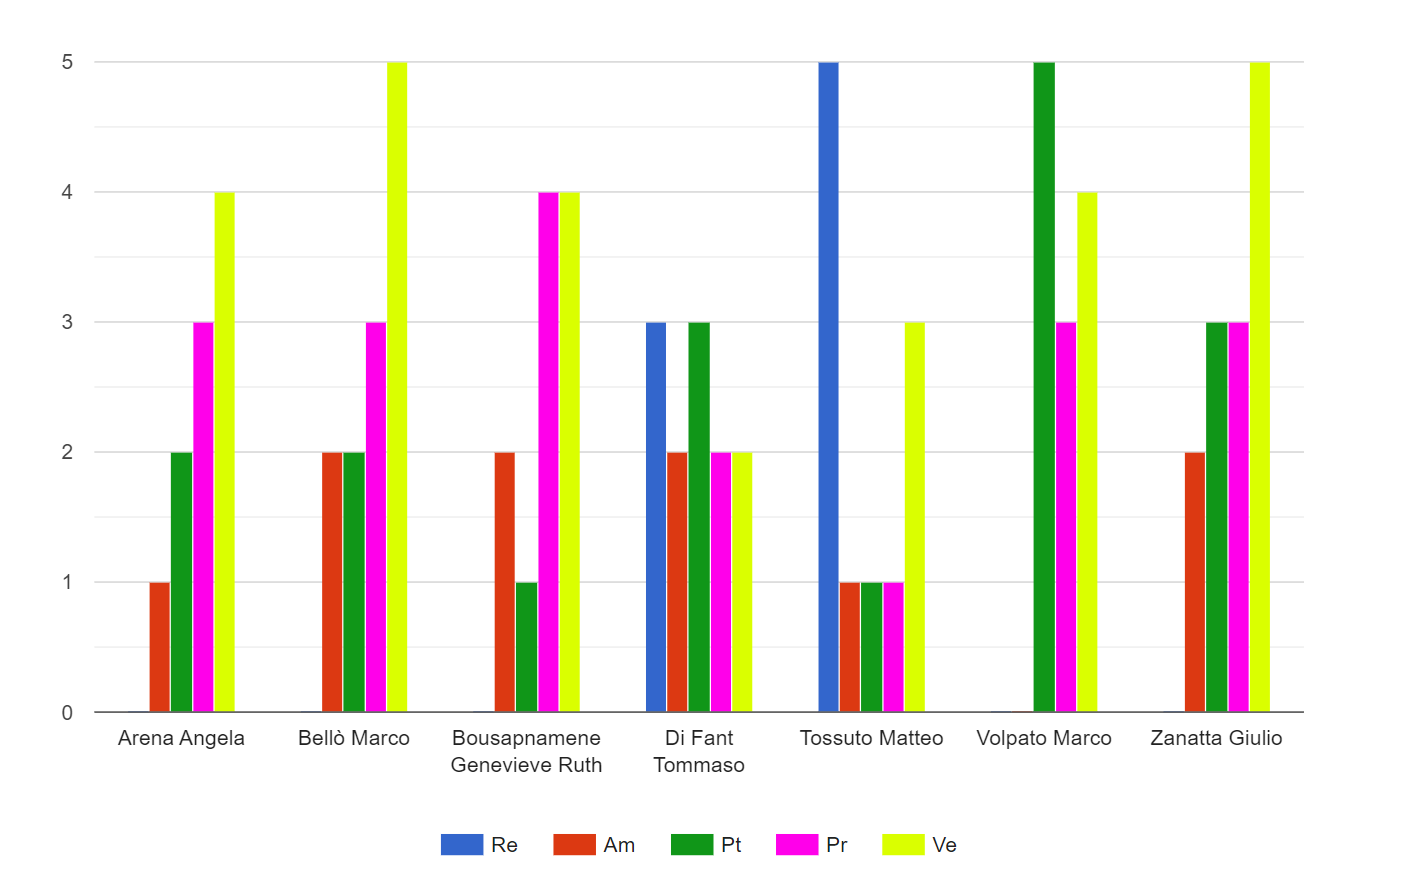 5
4
3
2
1
0
Arena Angela
Bellò Marco
Bousapnamene
Genevieve Ruth
Di Fant
Tommaso
Tossuto Matteo
Volpato Marco
Zanatta Giulio
Re
Am
Pt
Pr
Ve